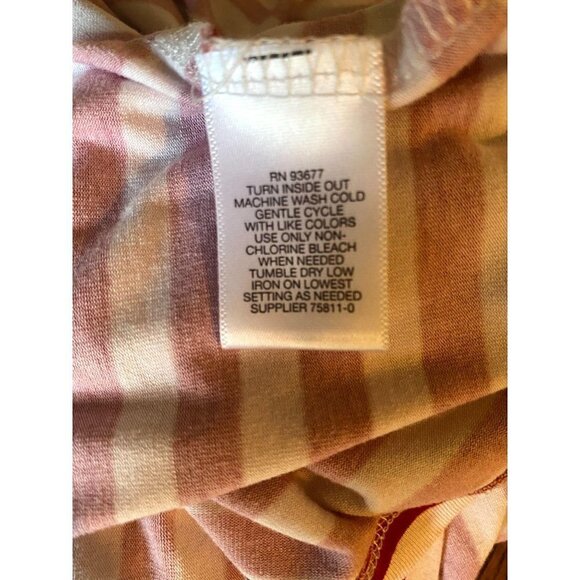 RN 93677
TURN INSIDE OUT
MACHINE WASH COLD
GENTLE CYCLE
WITH LIKE COLORS
USE ONLY NON-
CHLORINE BLEACH
WHEN NEEDED
TUMBLE DRY LOW
IRON ON LOWEST
SETTING AS NEEDED
SUPPLIER 75811-0